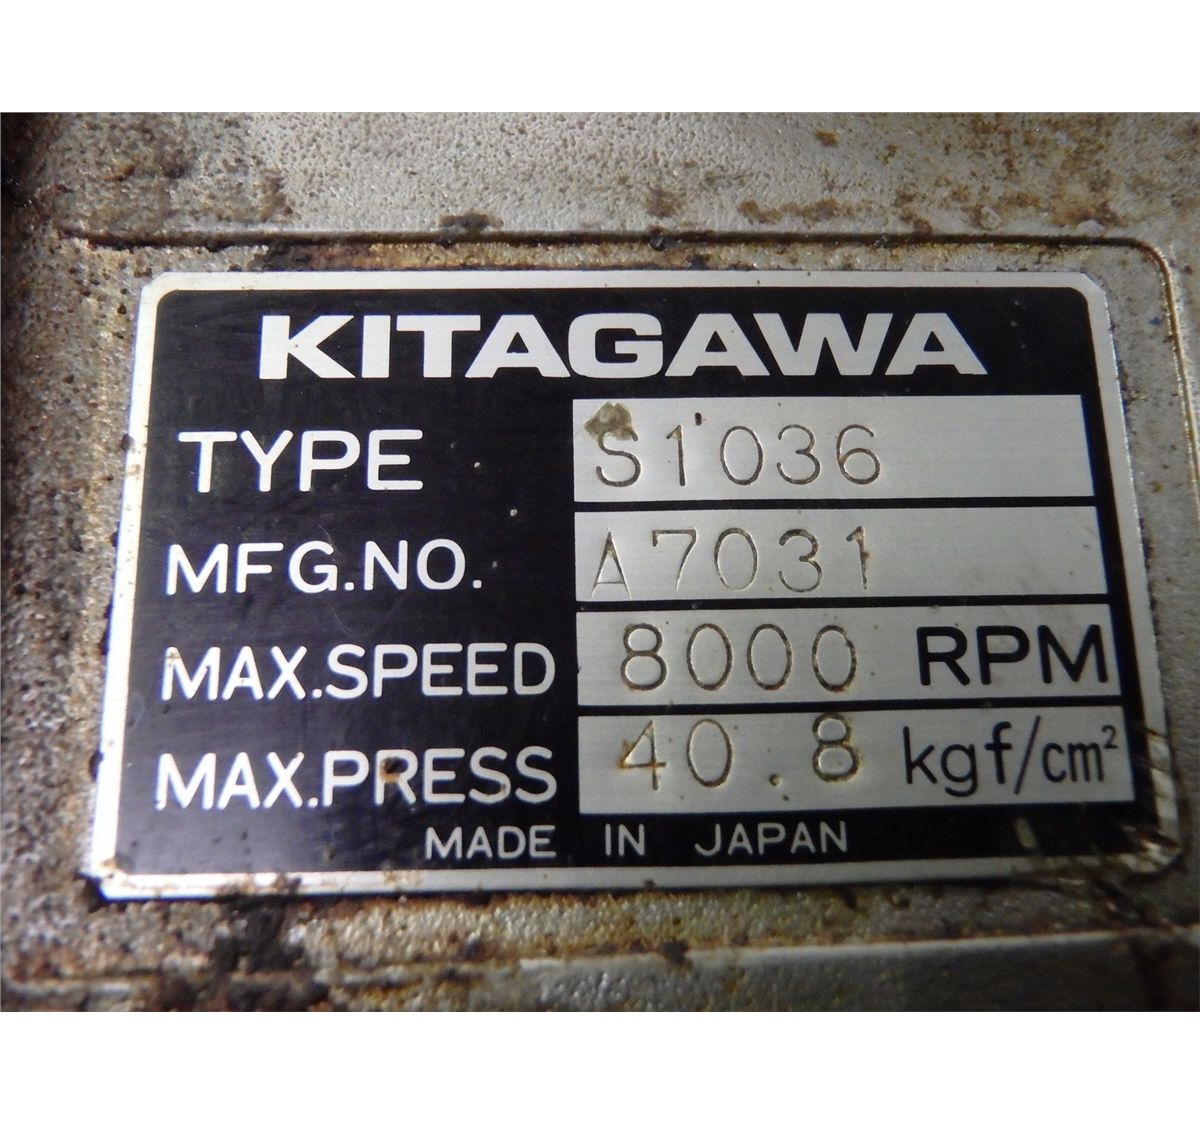 KITAGAWA
TYPE S1036
MFG.NO. A7031
MAX.SPEED 8000 RPM
MAX.PRESS 40.8 kgf/cm²
MADE IN JAPAN